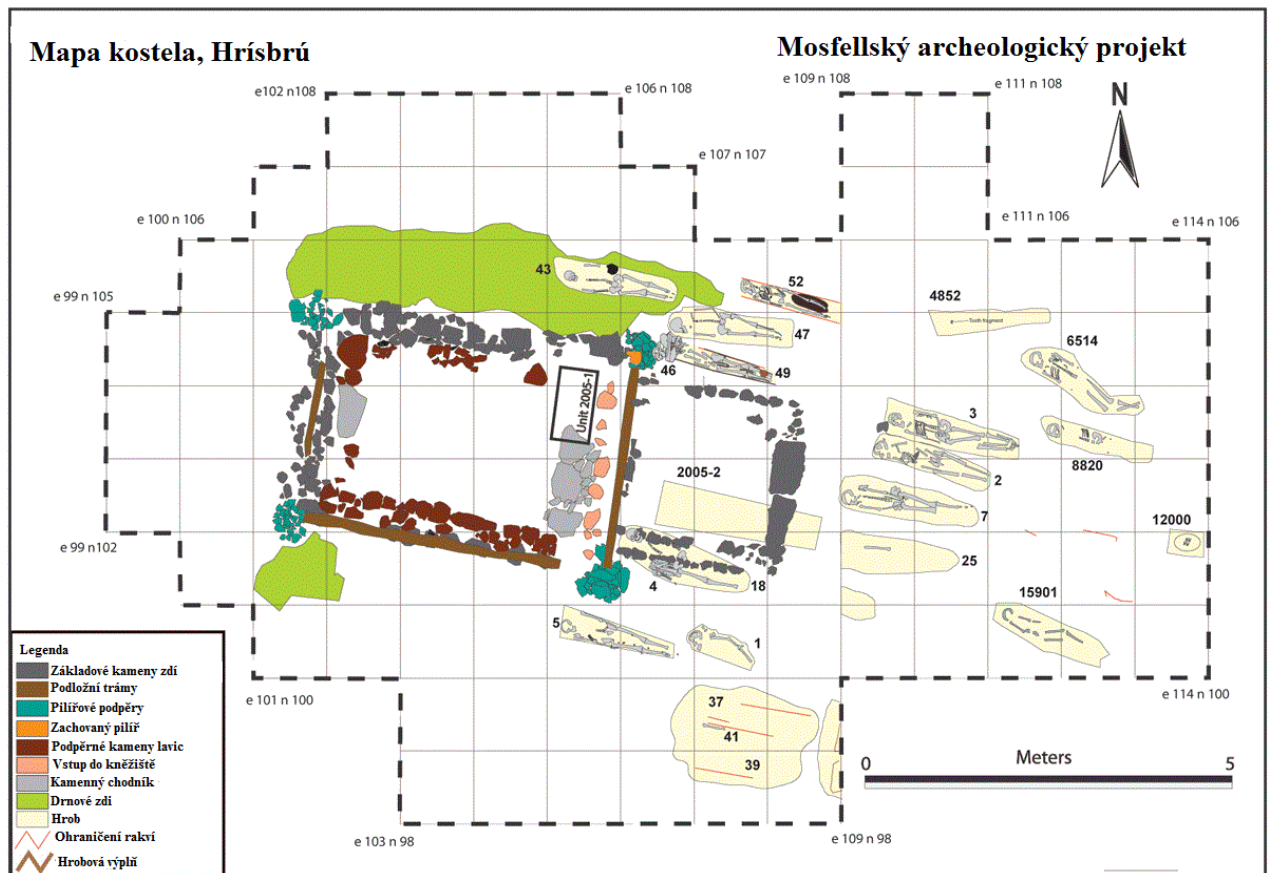 Mapa kostela, Hrísbrú
Mosfellský archeologický projekt
e102 n108
e 106 n 108
e 109 n 108
e 111 n 108
N
e 107 n 107
e 100 n 106
e 111 n 106
e 114 n 106
43
52
e 99 n 105
4852
Tooth fragment
47
6514
46
49
Unit 2005-1
3
2005-2
2
8820
7
12000
e 99 n102
25
4
18
15901
5
1
e 101 n 100
e 114 n 100
37
41
39
Meters
0
5
e 103 n 98
e 109 n 98
Legenda
Základové kameny zdí
Podložní trámy
Pilířové podpěry
Zachovaný pilíř
Podpěrné kameny lavic
Vstup do kněžiště
Kamenný chodník
Drnové zdi
Hrob
Ohraničení rakví
Hrobová výplň